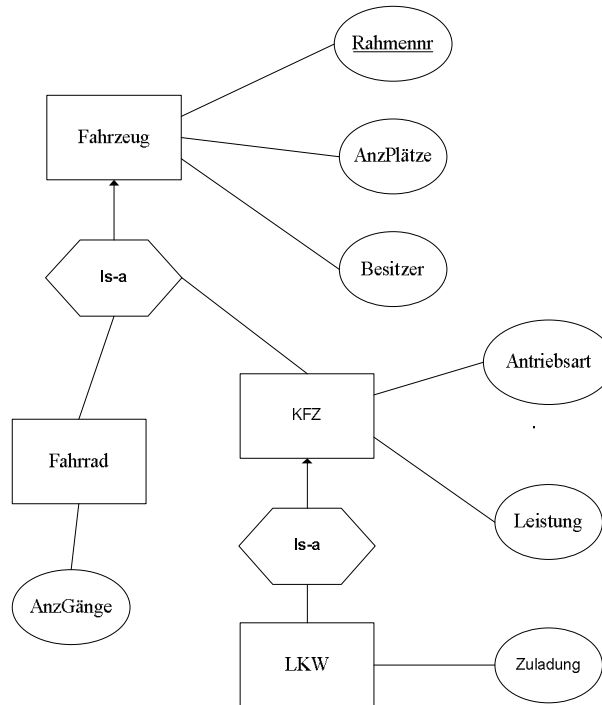 Rahmennr
Fahrzeug
AnzPlätze
Besitzer
Is-a
Antriebsart
KFZ
Fahrrad
Leistung
Is-a
AnzGänge
LKW
Zuladung